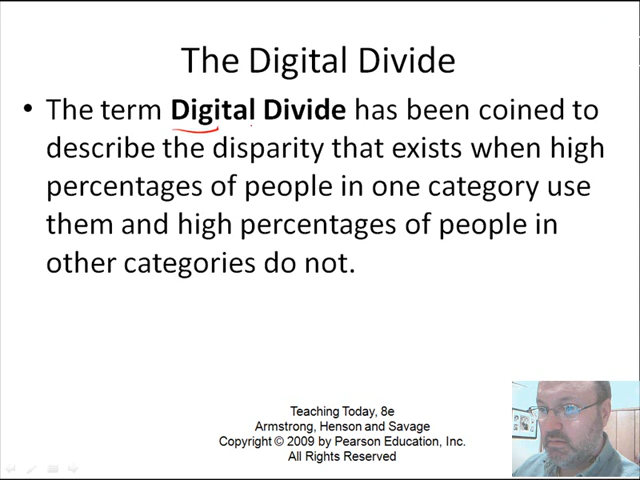 The Digital Divide
• The term Digital Divide has been coined to
describe the disparity that exists when high
percentages of people in one category use
them and high percentages of people in
other categories do not.
Teaching Today, 8e
Armstrong, Henson and Savage
Copyright © 2009 by Pearson Education, Inc.
All Rights Reserved